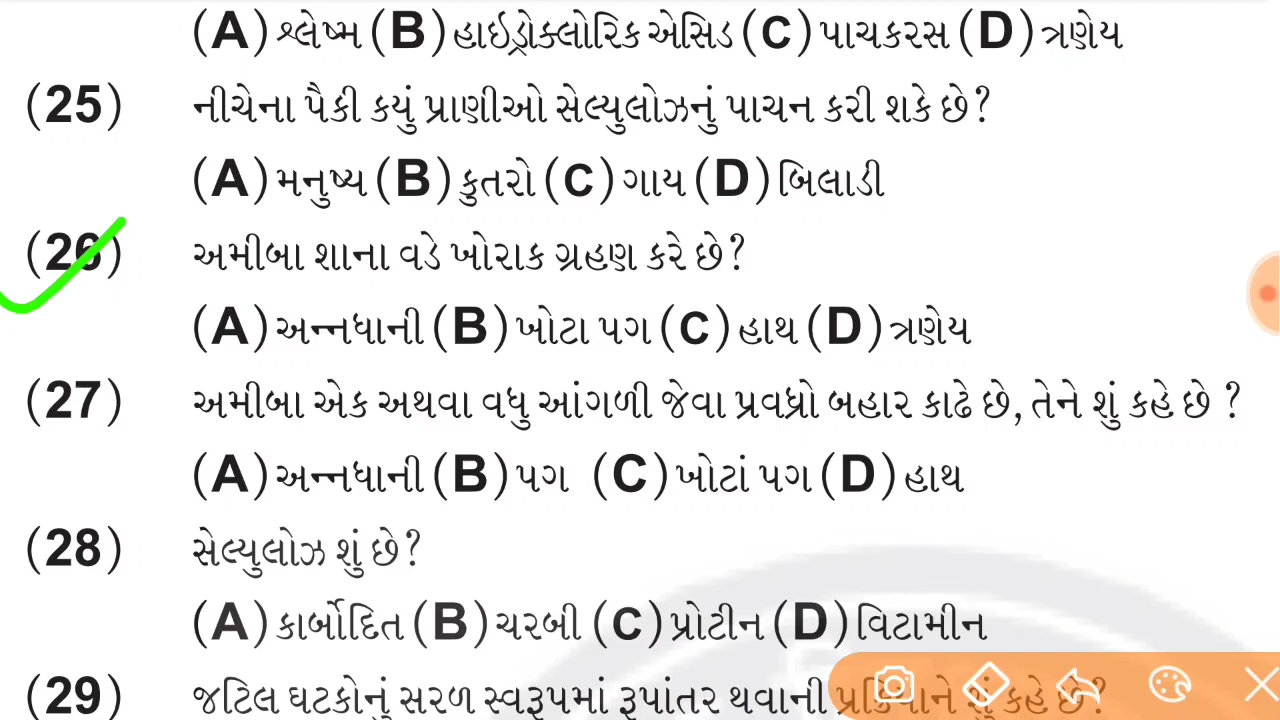 (A) શ્લેષ્મ (B) હાઇડ્રોક્લોરિક એસિડ (C) પાચકરસ (D) ત્રણેય
(25) નીચેના પૈકી કયું પ્રાણીઓ સેલ્યુલોઝનું પાચન કરી શકે છે?
(A) મનુષ્ય (B) કુતરો (C) ગાય (D) બિલાડી
(26) અમીબા શાના વડે ખોરાક ગ્રહણ કરે છે?
(A) અન્નધાની (B) ખોટા પગ (C) હાથ (D) ત્રણેય
(27) અમીબા એક અથવા વધુ આંગળી જેવા પ્રવર્ધો બહાર કાઢે છે, તેને શું કહે છે ?
(A) અન્નધાની (B) પગ (C) ખોટાં પગ (D) હાથ
(28) સેલ્યુલોઝ શું છે?
(A) કાર્બોદિત (B) ચરબી (C) પ્રોટીન (D) વિટામીન
(29) જટિલ ઘટકોનું સરળ સ્વરૂપમાં રૂપાંતર થવાની પ્રક્રિયાને શું કહે છે?